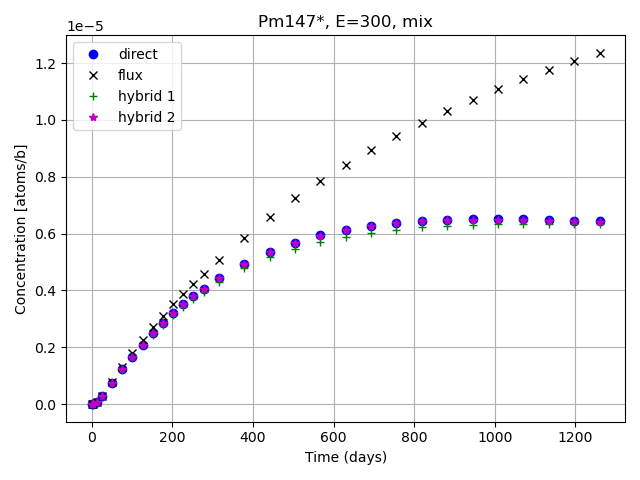 Pm147*, E=300, mix
1e−5
direct
flux
hybrid 1
hybrid 2
1.2
1.0
0.8
0.6
0.4
0.2
0.0
Concentration [atoms/b]
0 200 400 600 800 1000 1200
Time (days)